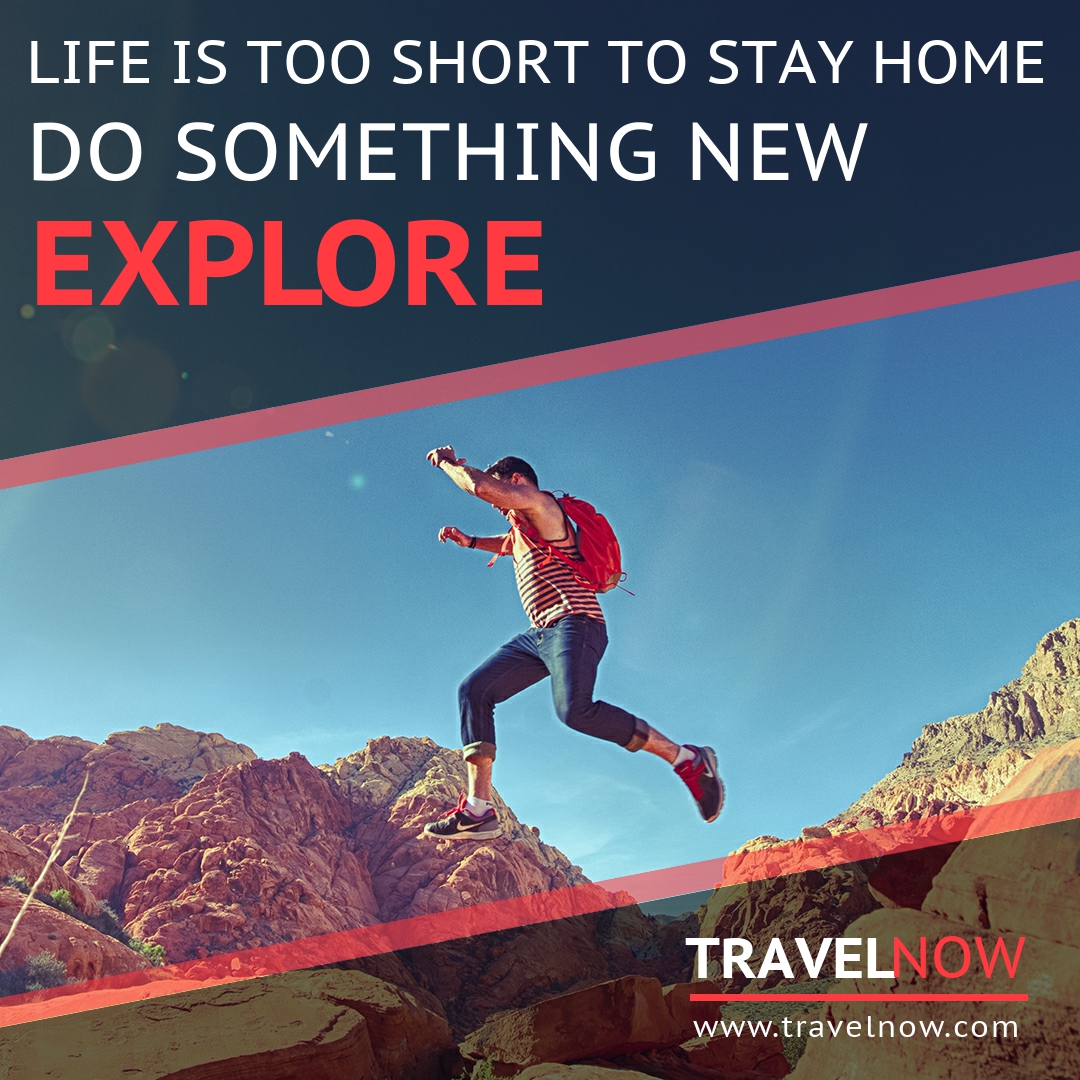 LIFE IS TOO SHORT TO STAY HOME
DO SOMETHING NEW
EXPLORE
TRAVELNOW
www.travelnow.com